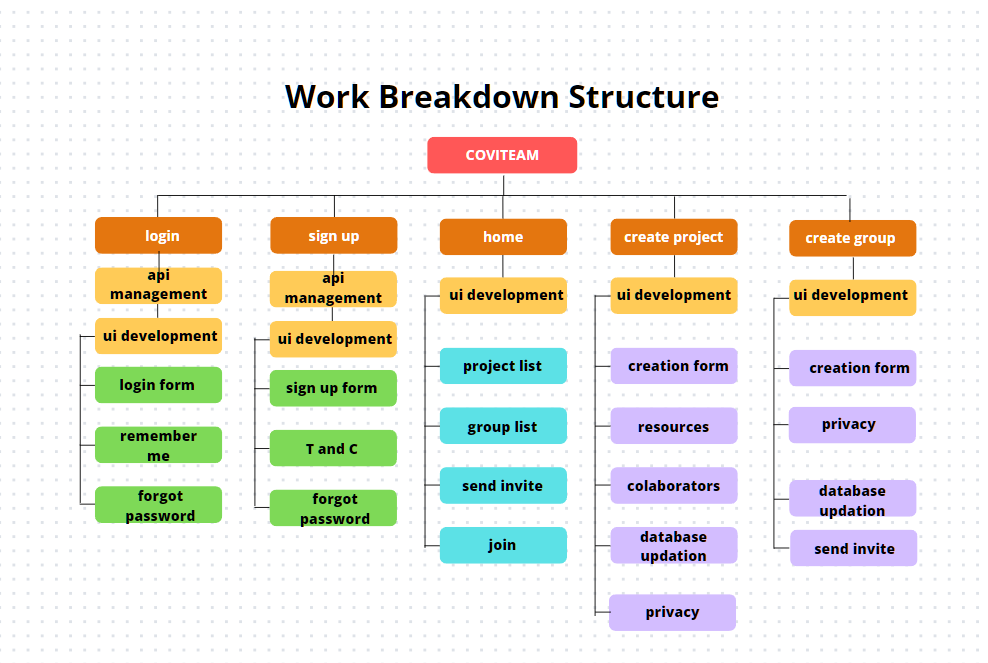 Work Breakdown Structure
COVITEAM
login
api
management
ui development
login form
remember
me
forgot
password
sign up
api
management
ui development
sign up form
T and C
forgot
password
home
ui development
project list
group list
send invite
join
create project
ui development
creation form
resources
colaborators
database
updation
privacy
create group
ui development
creation form
privacy
database
updation
send invite